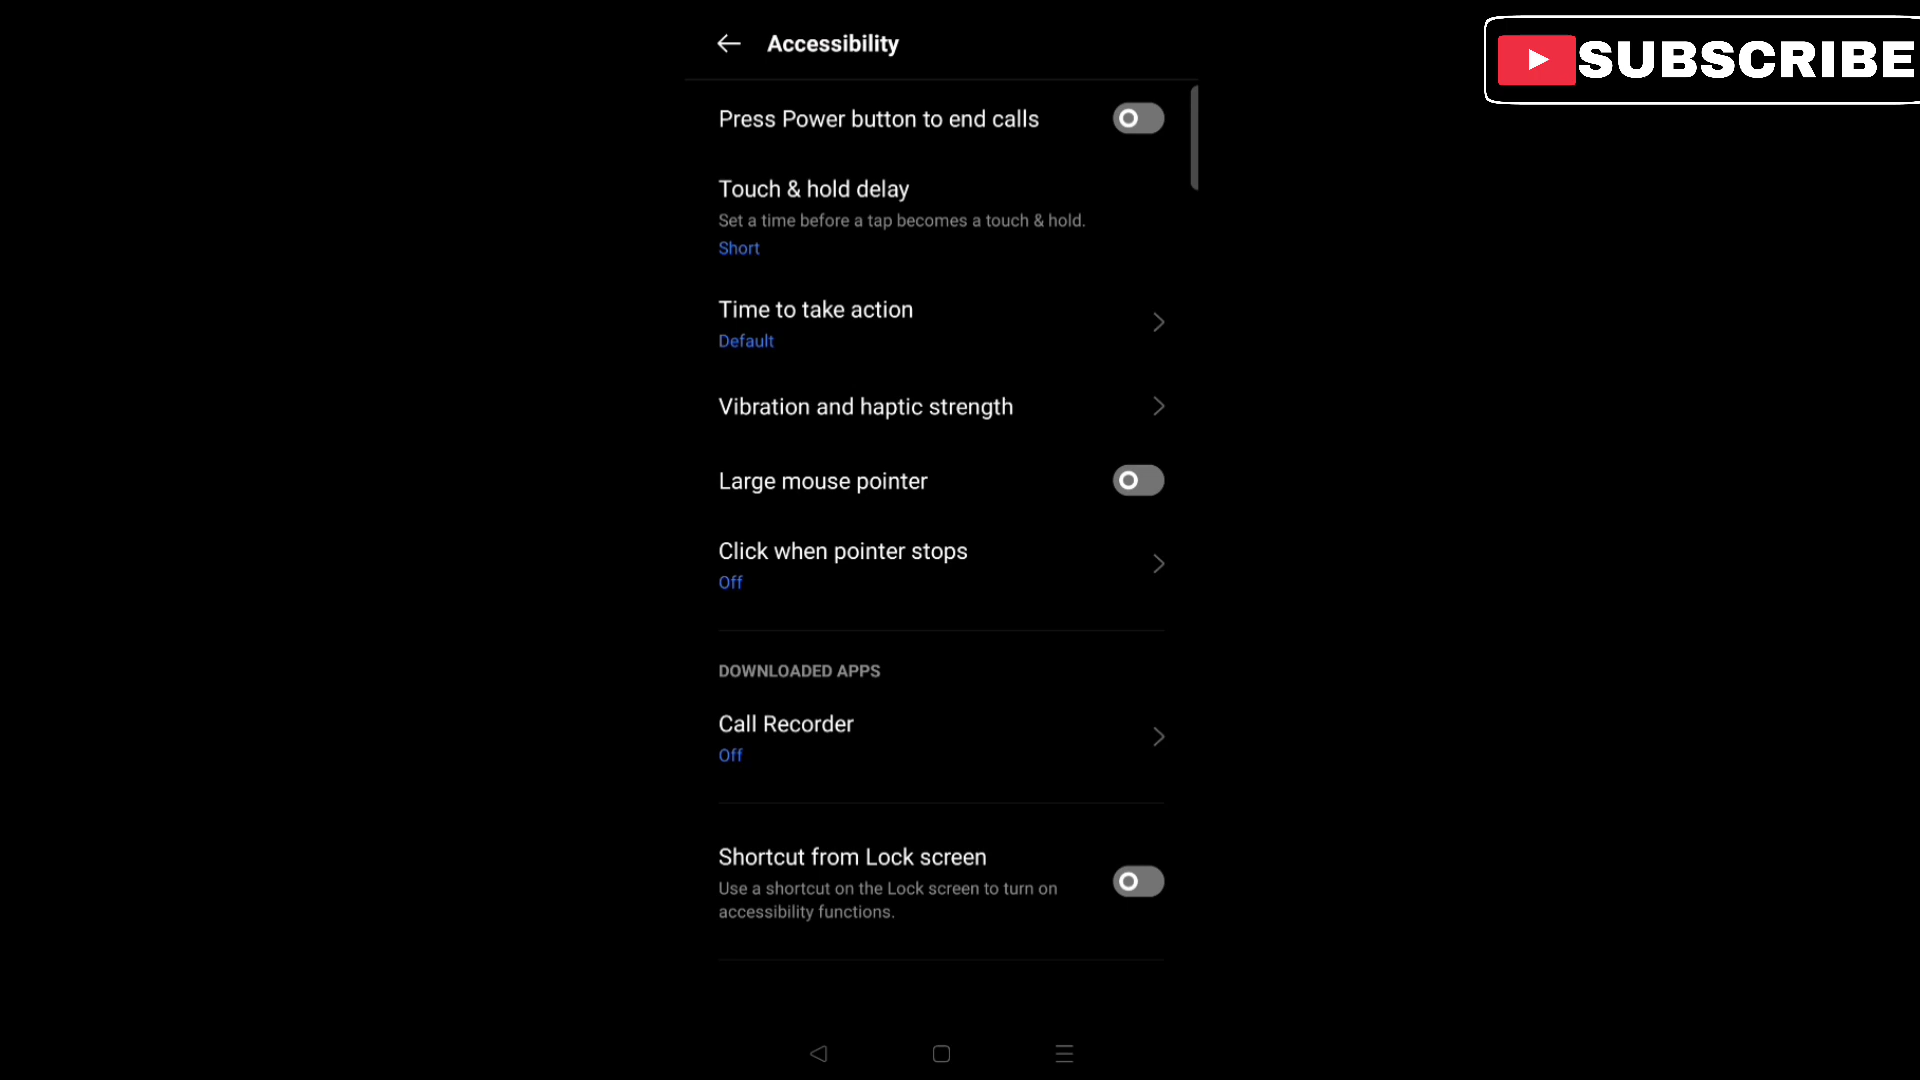 Accessibility
SUBSCRIBE
Press Power button to end calls
Touch & hold delay
Set a time before a tap becomes a touch & hold.
Short
Time to take action
Default
Vibration and haptic strength
Large mouse pointer
Click when pointer stops
Off
DOWNLOADED APPS
Call Recorder
Off
Shortcut from Lock screen
Use a shortcut on the Lock screen to turn on
accessibility functions.